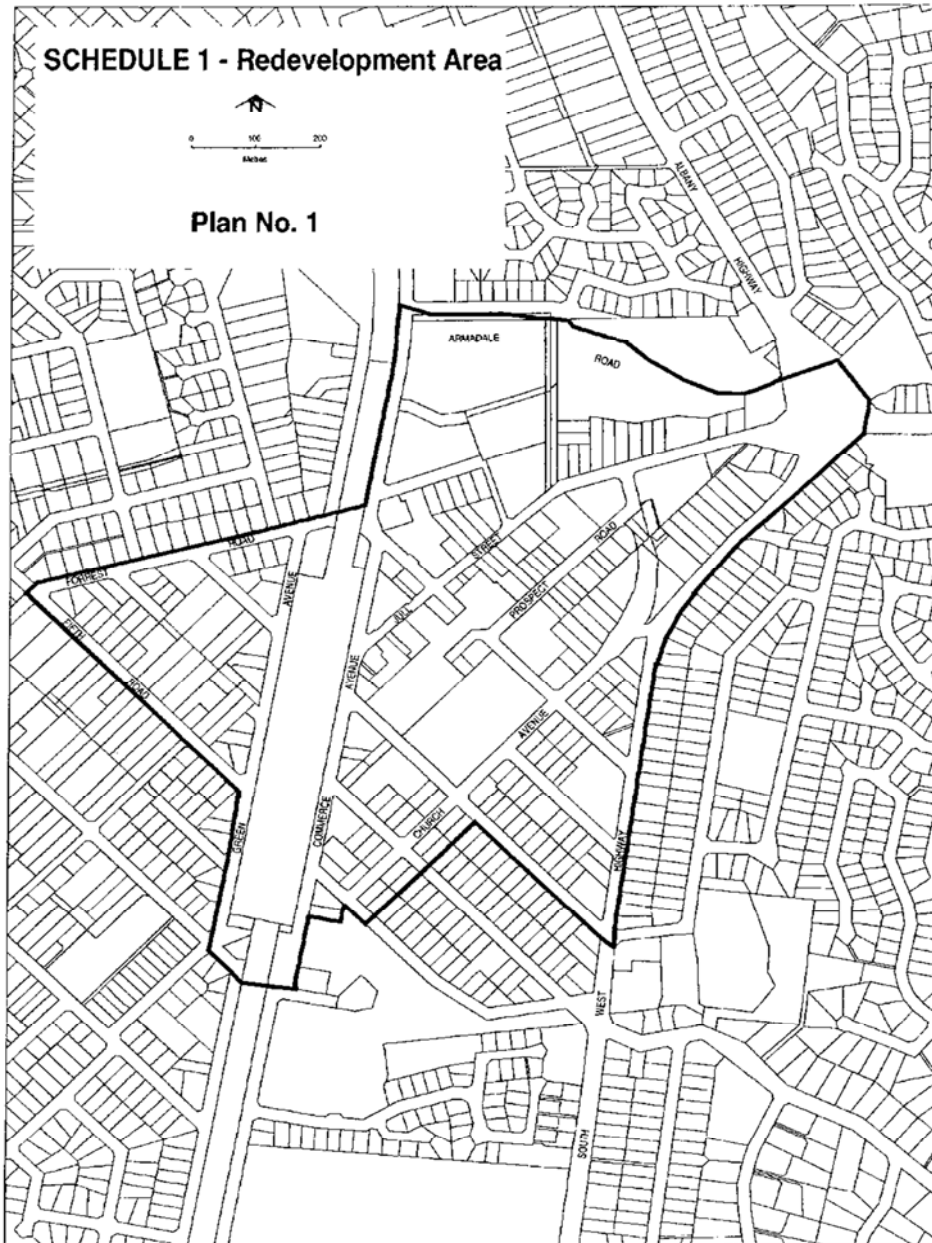 SCHEDULE 1 - Redevelopment Area
N
0 100 200
Metres
Plan No. 1
ALBANY
HIGHWAY
ARMADALE
ROAD
FORREST
ROAD
FIFTH
ROAD
AVENUE
JULL
STREET
PROSPECT
ROAD
AVENUE
AVENUE
GREEN
COMMERCE
CHURCH
HIGHWAY
WEST
SOUTH